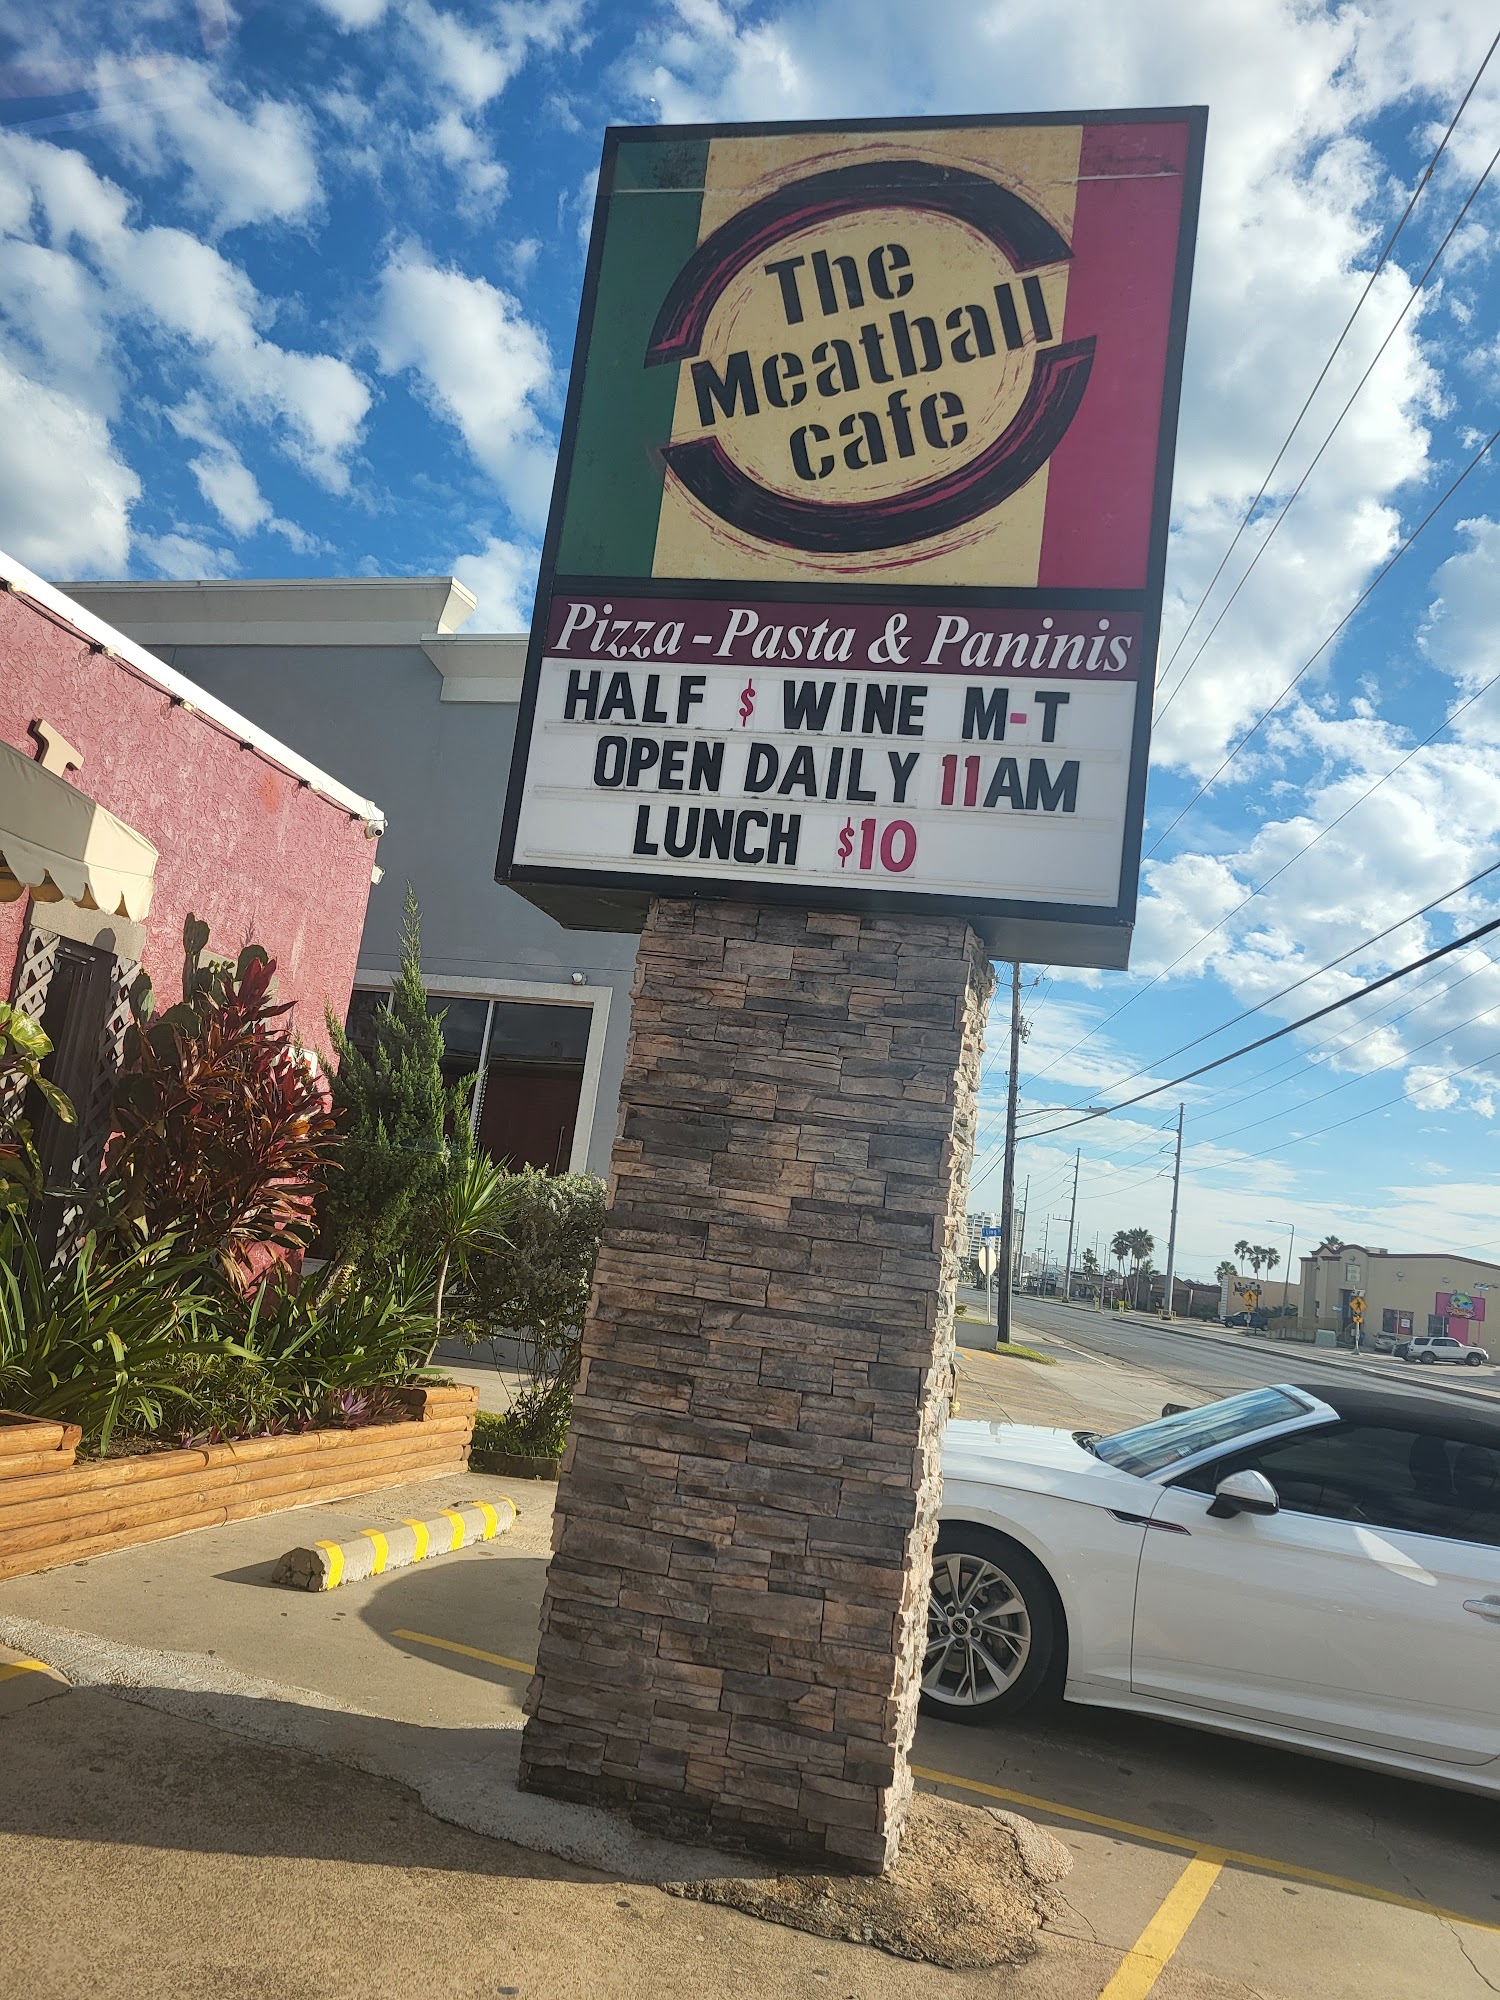 The
Meatball
cafe
Pizza - Pasta & Paninis
HALF $ WINE M-T
OPEN DAILY 11AM
LUNCH $10